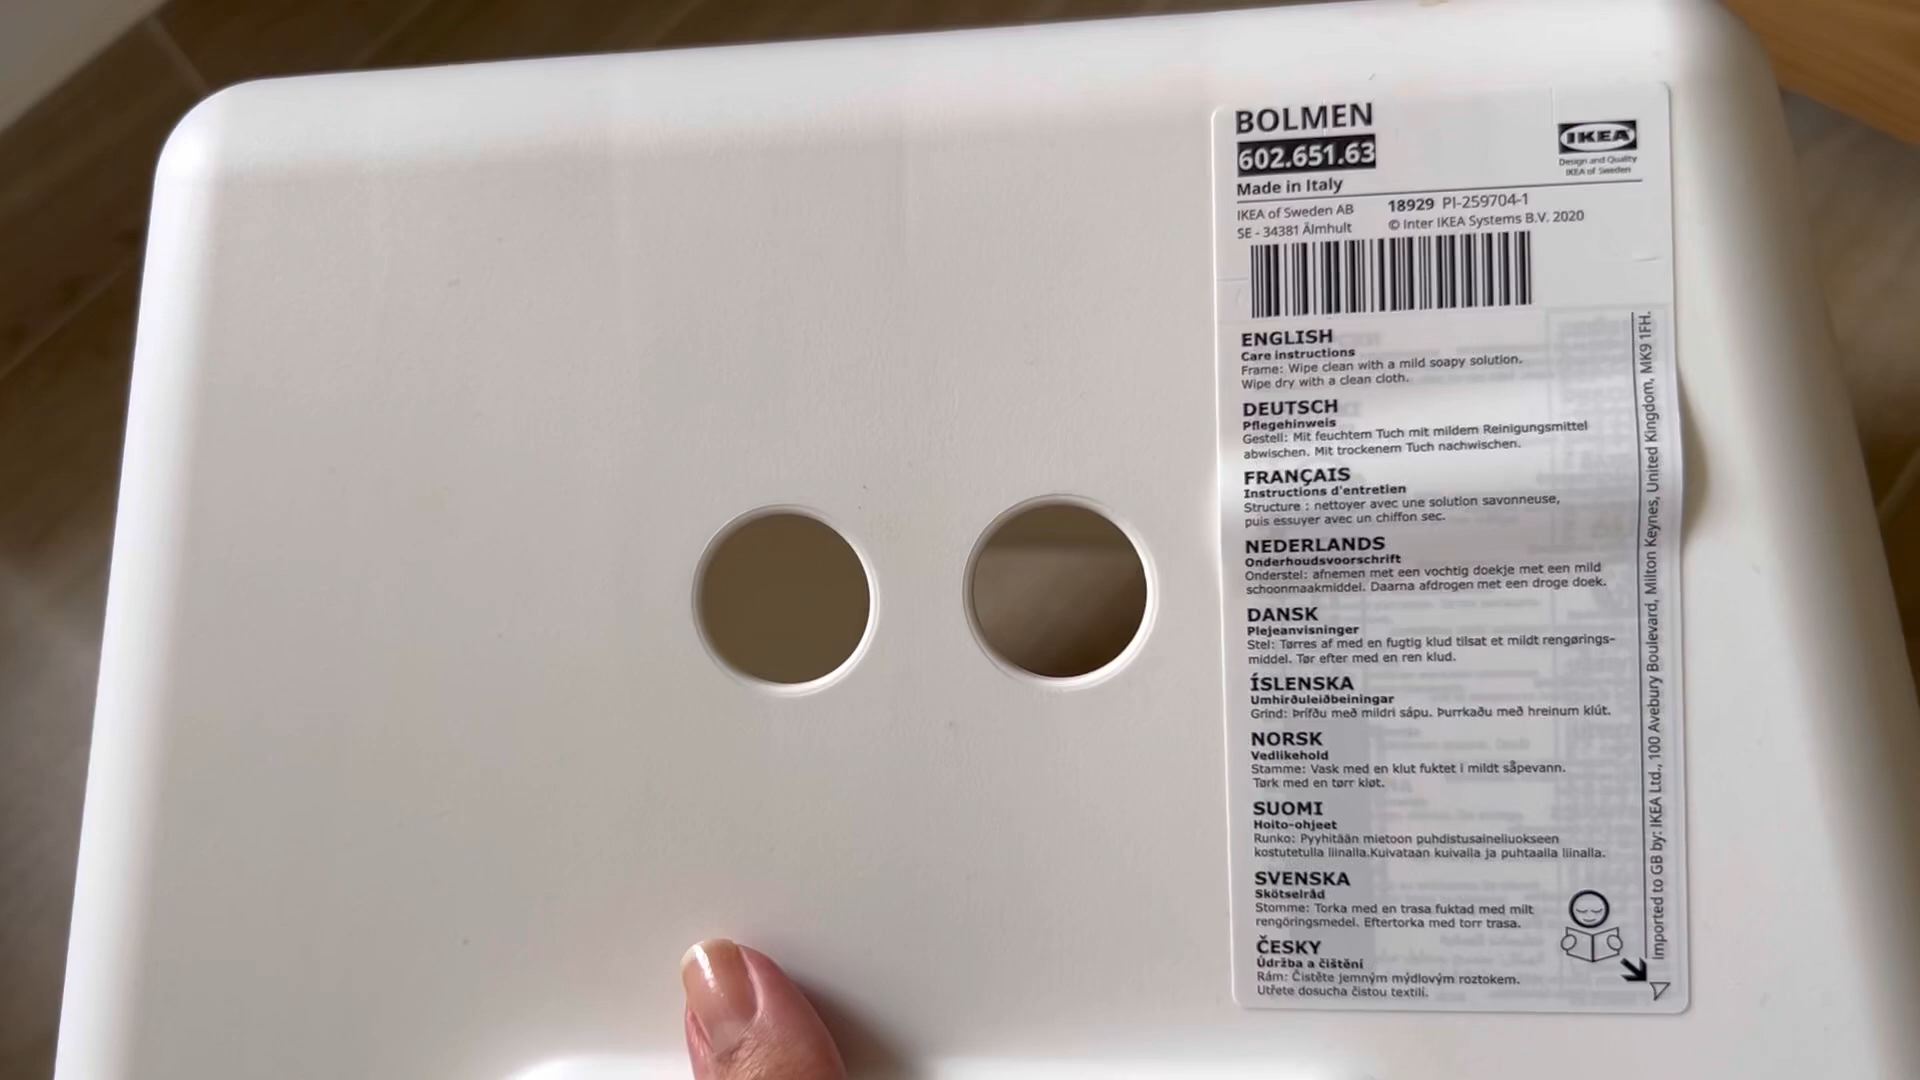 BOLMEN
602.651.63
Made in Italy
IKEA
Design and Quality
IKEA of Sweden
IKEA of Sweden AB
SE - 34381 Älmhult
18929 PI-259704-1
© Inter IKEA Systems B.V. 2020
ENGLISH
Care instructions
Frame: Wipe clean with a mild soapy solution.
Wipe dry with a clean cloth.
DEUTSCH
Pflegehinweis
Gestell: Mit feuchtem Tuch mit mildem Reinigungsmittel
abwischen. Mit trockenem Tuch nachwischen.
FRANÇAIS
Instructions d'entretien
Structure : nettoyer avec une solution savonneuse,
puis essuyer avec un chiffon sec.
NEDERLANDS
Onderhoudsvoorschrift
Onderstel: afnemen met een vochtig doekje met een mild
schoonmaakmiddel. Daarna afdrogen met een droge doek.
DANSK
Plejeanvisninger
Stel: Tørres af med en fugtig klud tilsat et mildt rengørings-
middel. Tør efter med en ren klud.
ÍSLENSKA
Umhirðuleiðbeiningar
Grind: Þrífðu með mildri sápu. Þurrkaðu með hreinum klút.
NORSK
Vedlikehold
Stamme: Vask med en klut fuktet i mildt såpevann.
Tørk med en tørr klut.
SUOMI
Hoito-ohjeet
Runko: Pyyhitään mietoon puhdistusaineliuokseen
kostutetulla liinalla.Kuivataan kuivalla ja puhtaalla liinalla.
SVENSKA
Skötselråd
Stomme: Torka med en trasa fuktad med milt
rengöringsmedel. Eftertorka med torr trasa.
ČESKY
Údržba a čištění
Rám: Čistěte jemným mýdlovým roztokem.
Utřete dosucha čistou textilí.
Imported to GB by: IKEA Ltd., 100 Avebury Boulevard, Milton Keynes, United Kingdom, MK9 1FH.